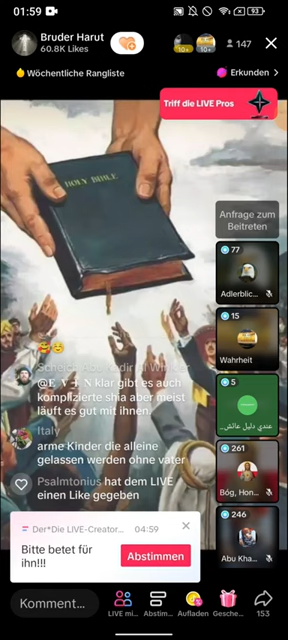 01:59
93
Bruder Harut
60.8K Likes
10+
10+
147
Wöchentliche Rangliste
Erkunden
Triff die LIVE Pros
HOLY BIBLE
Anfrage zum
Beitreten
77
Adlerblic...
15
Wahrheit
5
عندي دليل عائش...
261
Bóg, Hon...
246
Abu Kha...
klar gibt es auch
komplizierte shia aber meist
läuft es gut mit ihnen.
Italy
arme Kinder die alleine
gelassen werden ohne vater
Psalmtonius hat dem LIVE
einen Like gegeben
Der*Die LIVE-Creator...
04:59
Bitte betet für
ihn!!!
Abstimmen
Komment...
LIVE mi...
Abstim...
Aufladen
Gesche...
153